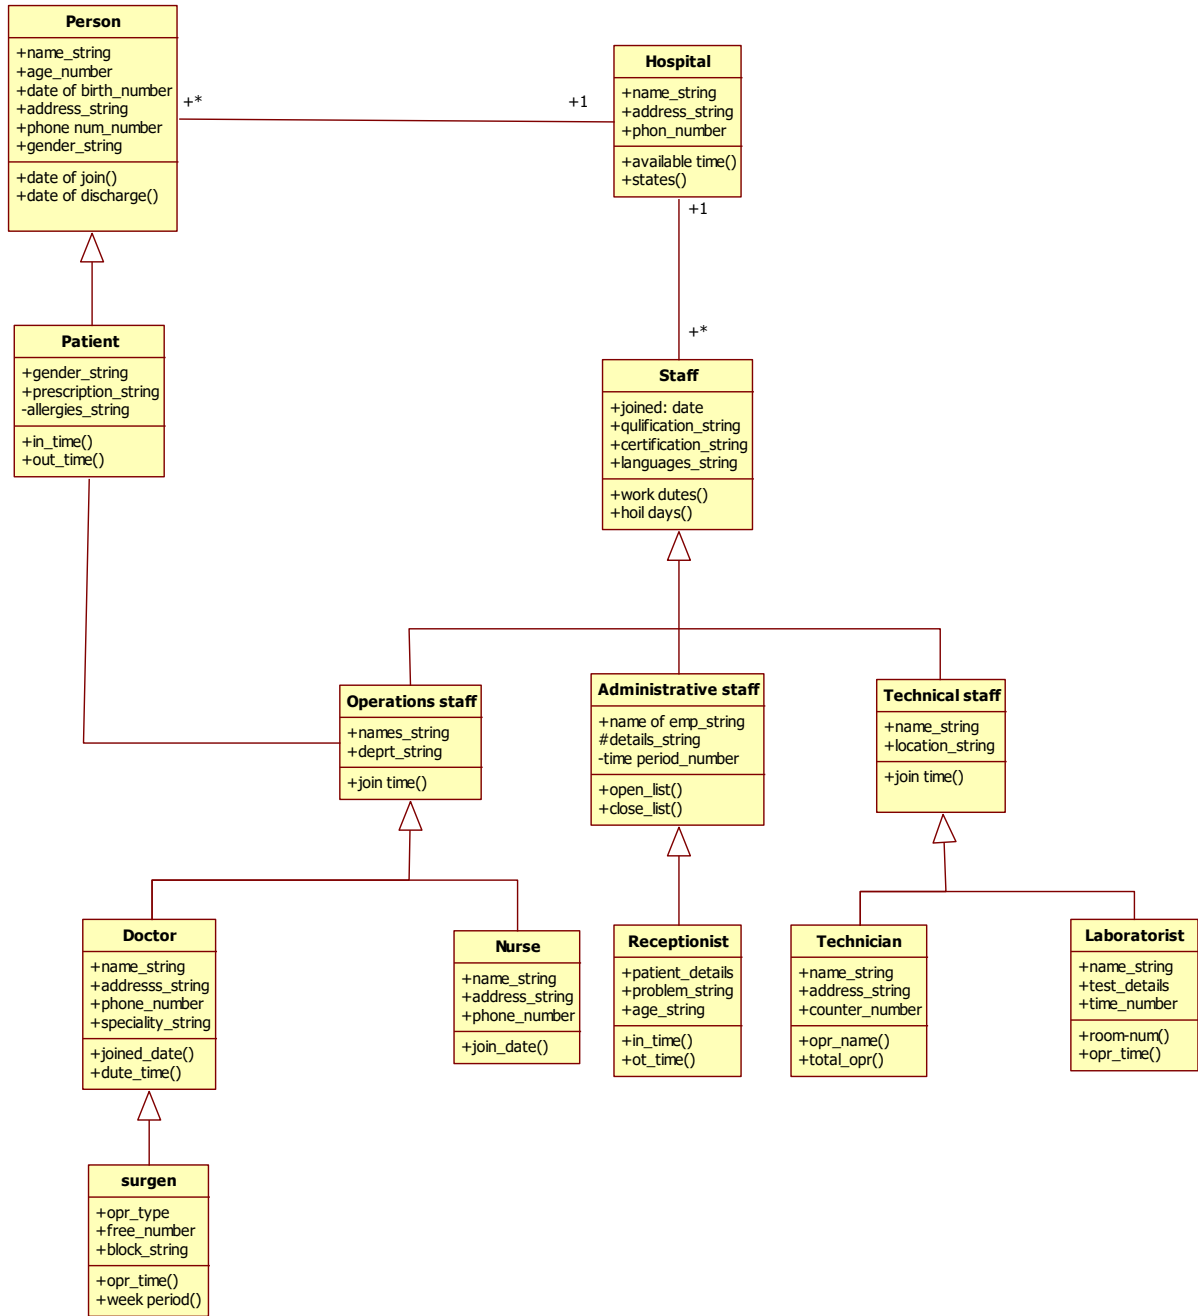 Person
+name_string
+age_number
+date of birth_number
+address_string
+phone num_number
+gender_string
+date of join()
+date of discharge()
+*
+1
Hospital
+name_string
+address_string
+phon_number
+available time()
+states()
+1
+*
Patient
+gender_string
+prescription_string
-allergies_string
+in_time()
+out_time()
Staff
+joined: date
+qulification_string
+certification_string
+languages_string
+work dutes()
+hoil days()
Operations staff
+names_string
+deprt_string
+join time()
Administrative staff
+name of emp_string
#details_string
-time period_number
+open_list()
+close_list()
Technical staff
+name_string
+location_string
+join time()
Doctor
+name_string
+addresss_string
+phone_number
+speciality_string
+joined_date()
+dute_time()
Nurse
+name_string
+address_string
+phone_number
+join_date()
Receptionist
+patient_details
+problem_string
+age_string
+in_time()
+ot_time()
Technician
+name_string
+address_string
+counter_number
+opr_name()
+total_opr()
Laboratorist
+name_string
+test_details
+time_number
+room-num()
+opr_time()
surgen
+opr_type
+free_number
+block_string
+opr_time()
+week period()